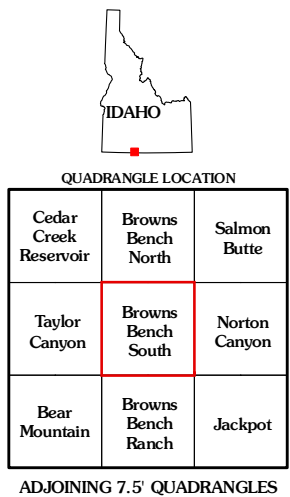 IDAHO
QUADRANGLE LOCATION
Cedar
Creek
Reservoir
Browns
Bench
North
Salmon
Butte
Taylor
Canyon
Browns
Bench
South
Norton
Canyon
Bear
Mountain
Browns
Bench
Ranch
Jackpot
ADJOINING 7.5' QUADRANGLES